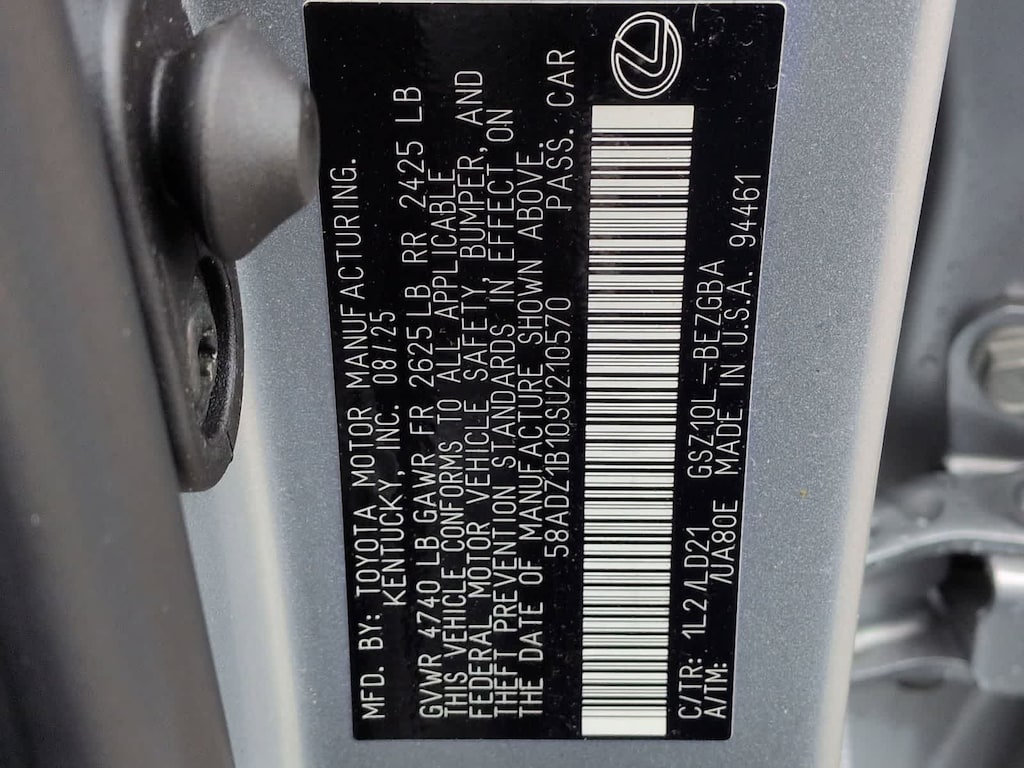 MFD. BY: TOYOTA MOTOR MANUFACTURING.
KENTUCKY, INC. 08/25
GVWR 4740 LB GAWR FR 2625LB RR 2425 LB
THIS VEHICLE CONFORMS TO ALL APPLICABLE
FEDERAL MOTOR VEHICLE SAFETY, BUMPER, AND
THEFT PREVENTION STANDARDS IN EFFECT ON
THE DATE OF MANUFACTURE SHOWN ABOVE.
58ADZ1B10SU210570 PASS. CAR
C/TR: 1L2/LD21 GSZ10L-BEZGBA
A/TM: /UA80E MADE IN U.S.A. 94461